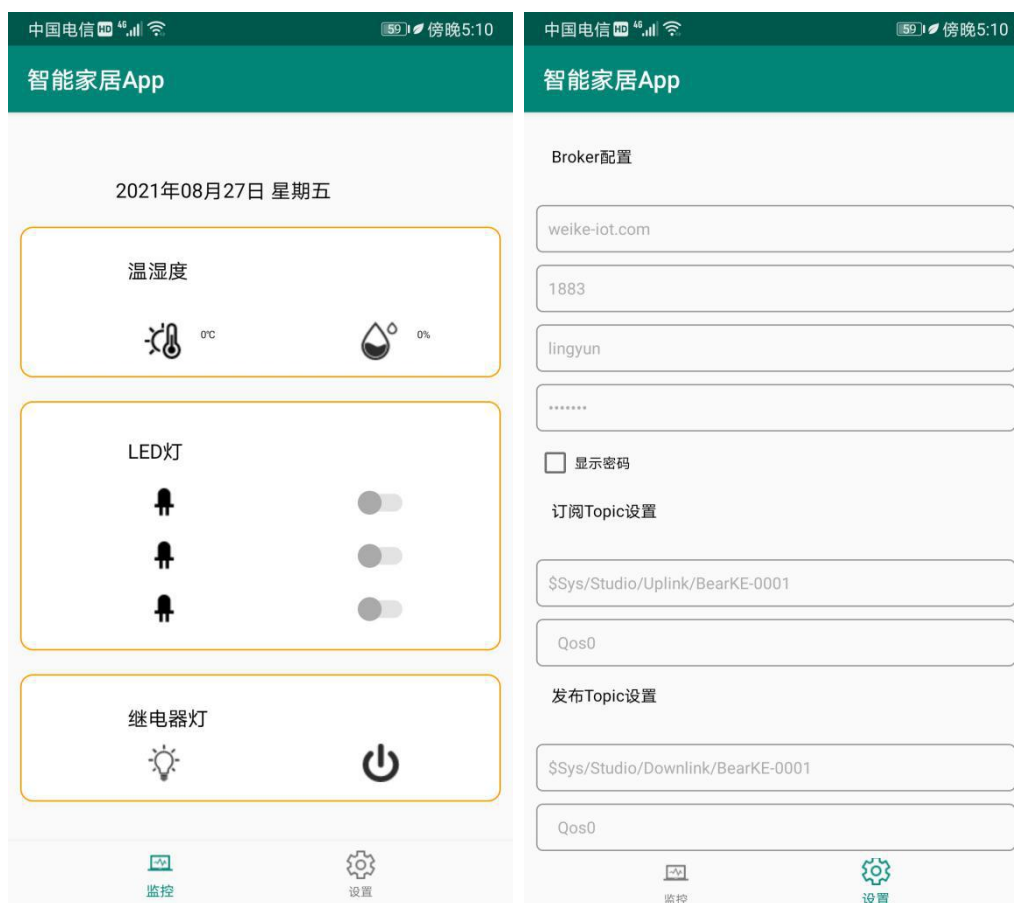 中国电信 HD 4G 59 傍晚5:10
智能家居App
2021年08月27日 星期五
温湿度
0℃ 0%
LED灯
继电器灯
监控 设置
中国电信 HD 4G 59 傍晚5:10
智能家居App
Broker配置
weike-iot.com
1883
lingyun
•••••••
显示密码
订阅Topic设置
$Sys/Studio/Uplink/BearKE-0001
Qos0
发布Topic设置
$Sys/Studio/Downlink/BearKE-0001
Qos0
监控 设置